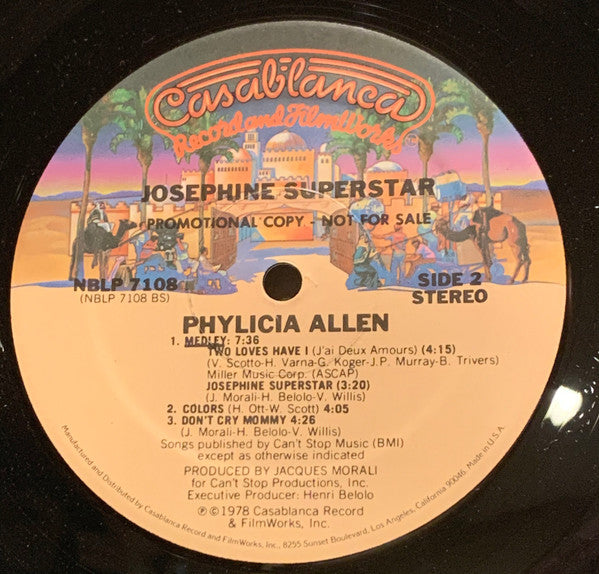 Casablanca
Record and FilmWorks
JOSEPHINE SUPERSTAR
PROMOTIONAL COPY - NOT FOR SALE
NBLP 7108
(NBLP 7108 BS)
SIDE 2
STEREO
PHYLICIA ALLEN
1. MEDLEY: 7:36
TWO LOVES HAVE I (J'ai Deux Amours) (4:15)
(V. Scotto-H. Varna-G. Koger-J.P. Murray-B. Trivers)
Miller Music Corp. (ASCAP)
JOSEPHINE SUPERSTAR (3:20)
(J. Morali-H. Belolo-V. Willis)
2. COLORS (H. Ott-W. Scott) 4:05
3. DON'T CRY MOMMY 4:26
(J. Morali-H. Belolo-V. Willis)
Songs published by Can't Stop Music (BMI)
except as otherwise indicated
PRODUCED BY JACQUES MORALI
for Can't Stop Productions, Inc.
Executive Producer: Henri Belolo
℗©1978 Casablanca Record
& FilmWorks, Inc.
Manufactured and Distributed by Casablanca Record and FilmWorks, Inc., 8255 Sunset Boulevard, Los Angeles, California 90046. Made in U.S.A.